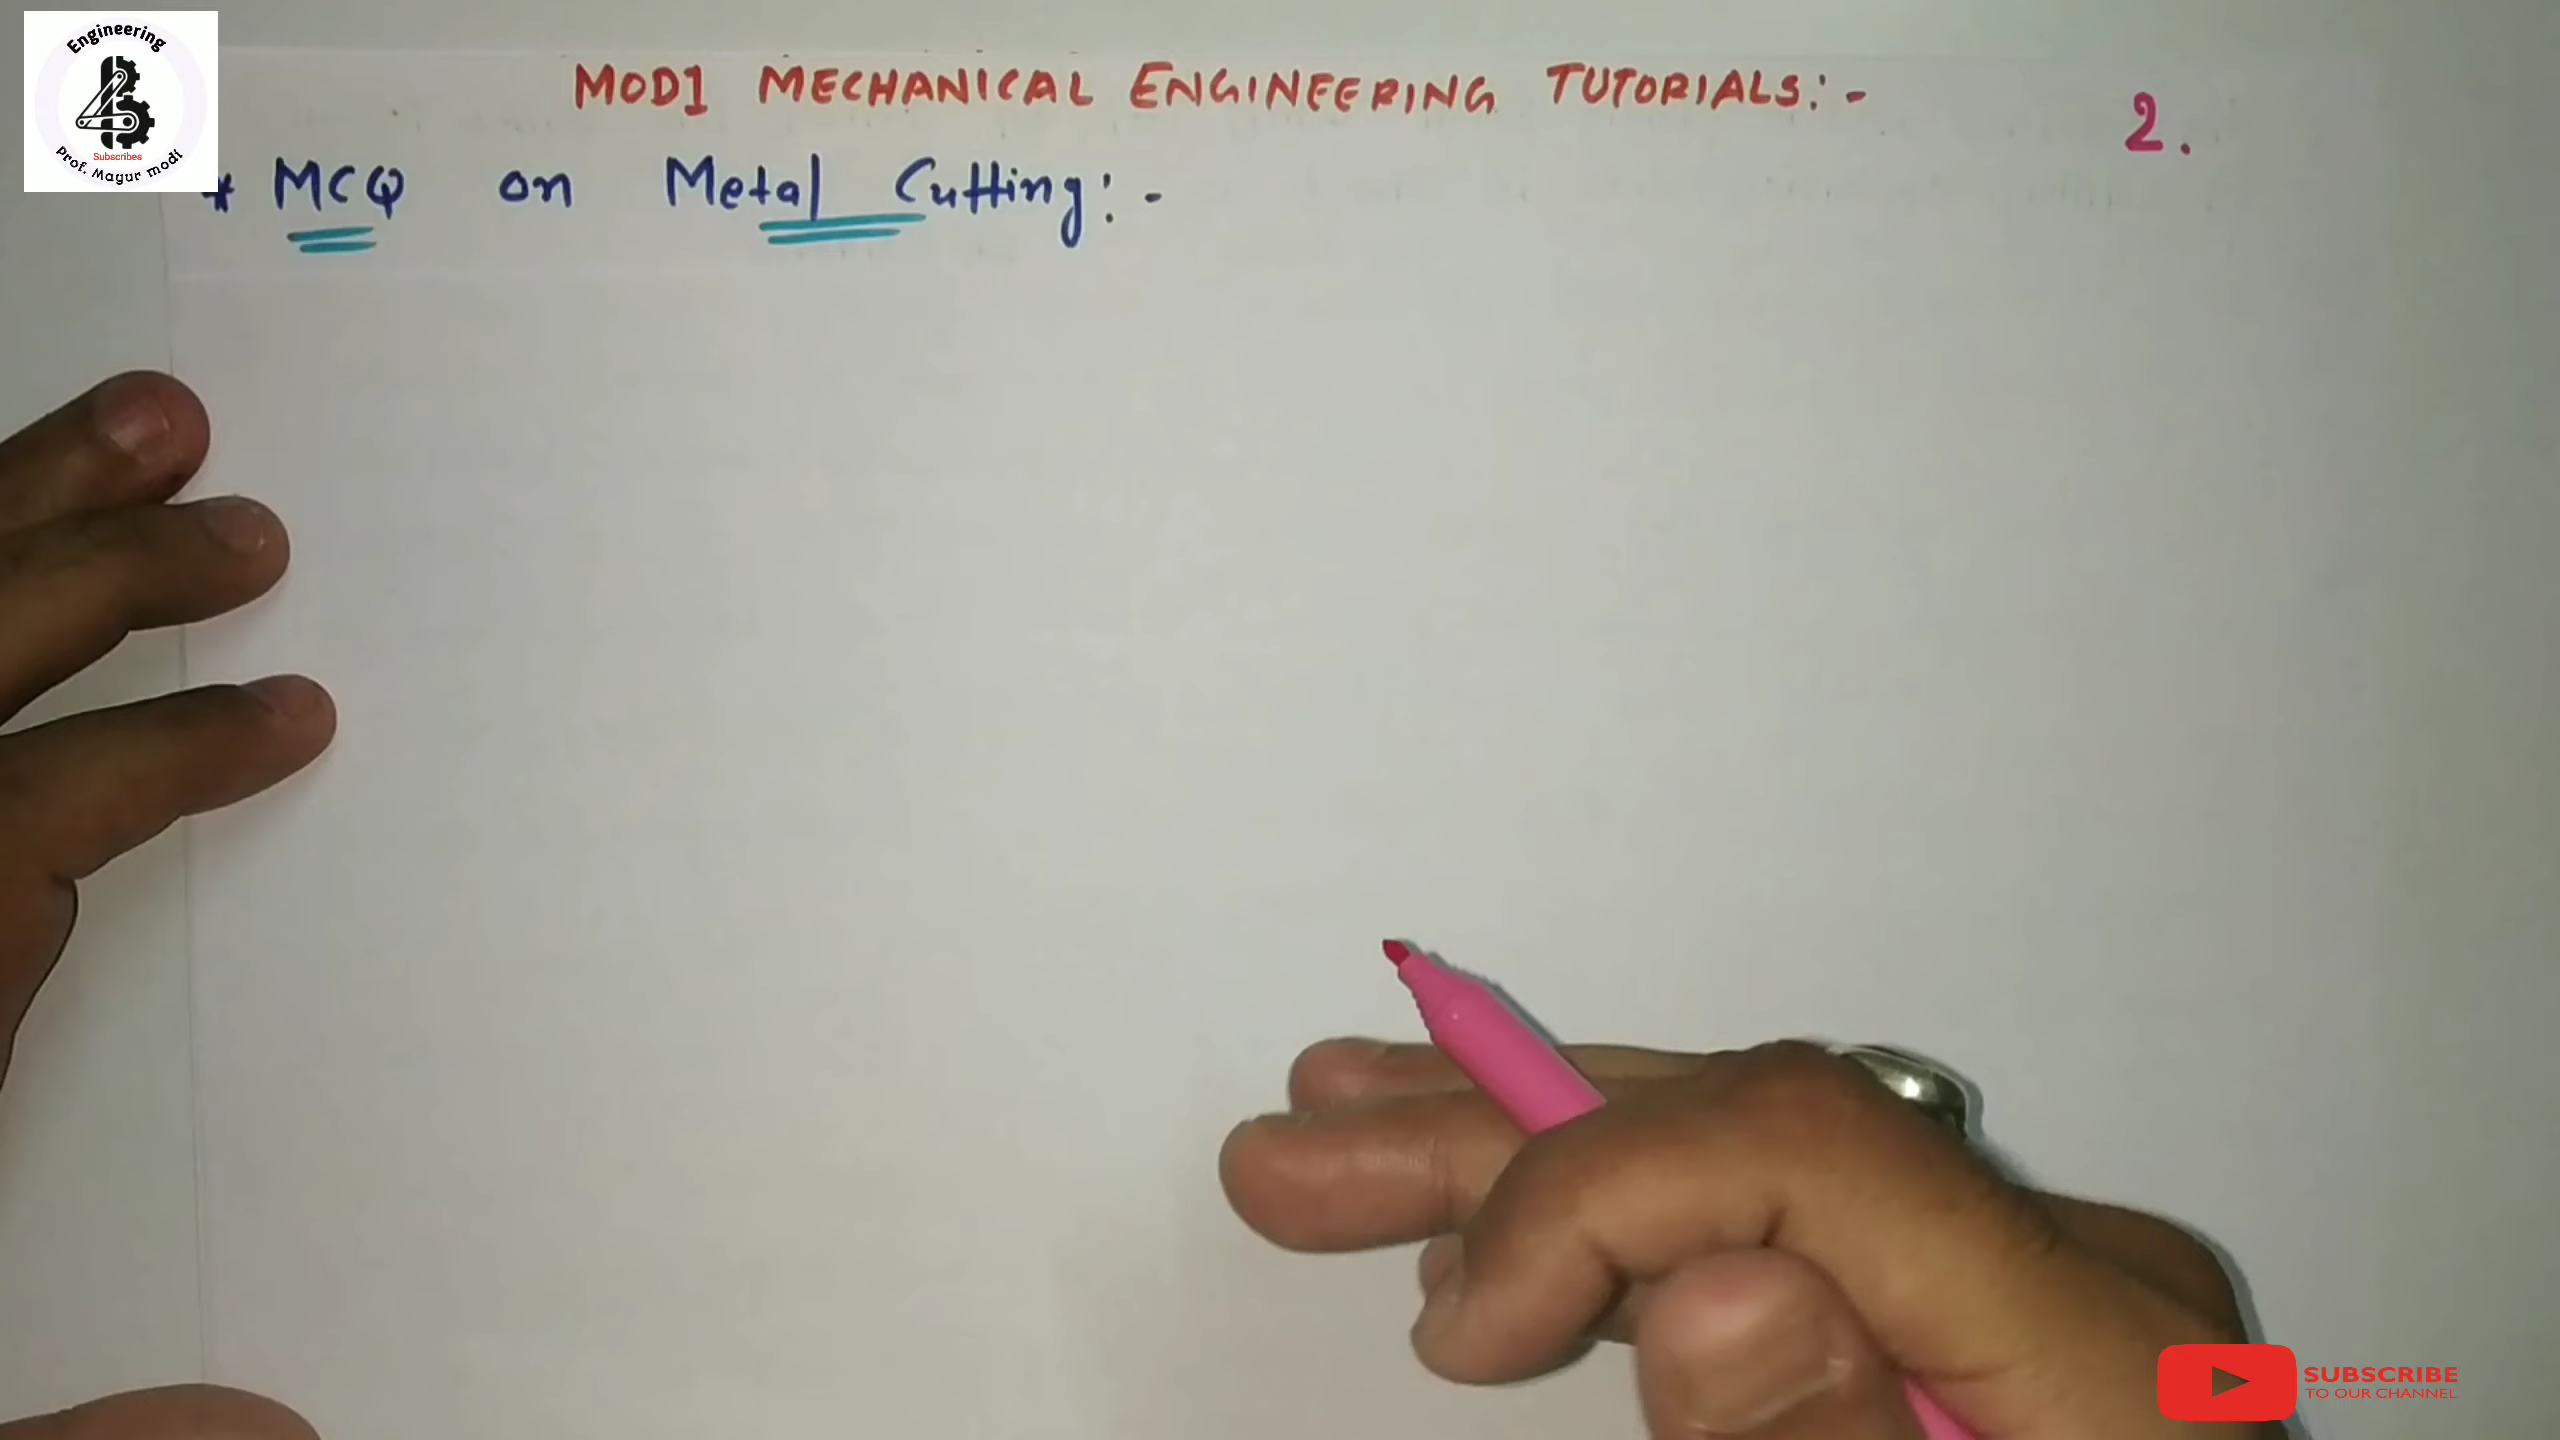 Engineering
Subscribes
Prof. Mayur modi
MODI MECHANICAL ENGINEERING TUTORIALS:-
2.
* MCQ on Metal Cutting:-
SUBSCRIBE
TO OUR CHANNEL